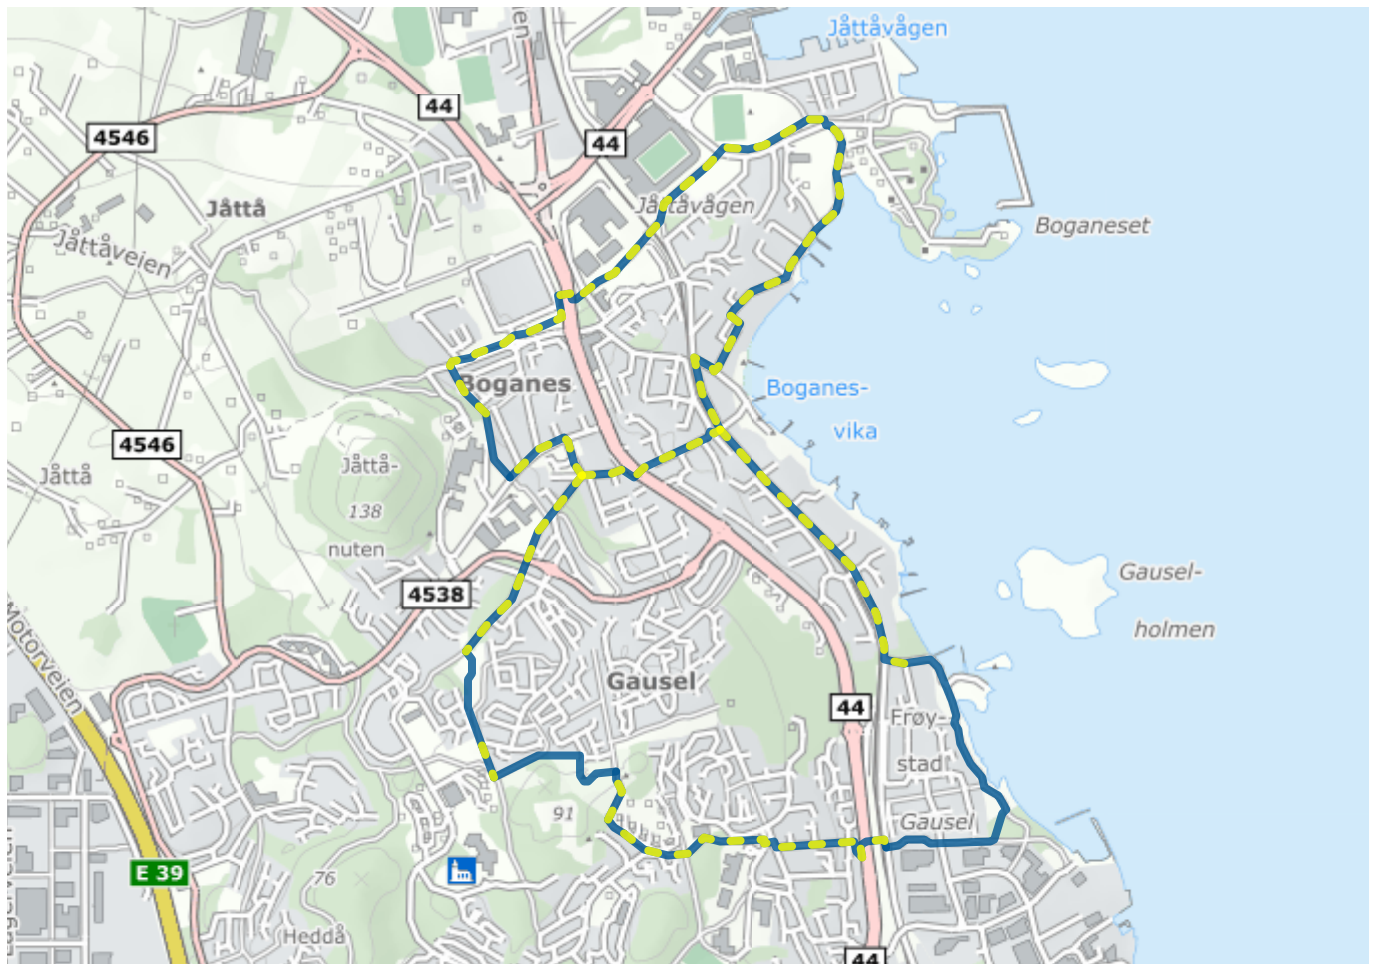 Jåttåvågen
44
4546
44
Jåttå
Jåttåvågen
Boganeset
Jåttåveien
Boganes
Boganes-
vika
4546
Jåttå
Jåttå-
138
nuten
Gausel-
4538
holmen
Motorveien
Gausel
44
Frøy-
stad
91
Gausel
E 39
76
Heddå
44